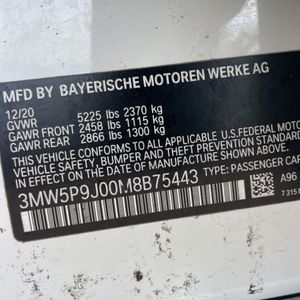 MFD BY BAYERISCHE MOTOREN WERKE AG
12/20
GVWR 5225 lbs 2370 kg
GAWR FRONT 2458 lbs 1115 kg
GAWR REAR 2866 lbs 1300 kg
THIS VEHICLE CONFORMS TO ALL APPLICABLE U.S.FEDERAL MOTOR
VEHICLE SAFETY, BUMPER, AND THEFT PREVENTION STANDARDS
IN EFFECT ON THE DATE OF MANUFACTURE SHOWN ABOVE.
3MW5P9J00M8B75443 TYPE: PASSENGER CAR
A96
7 315